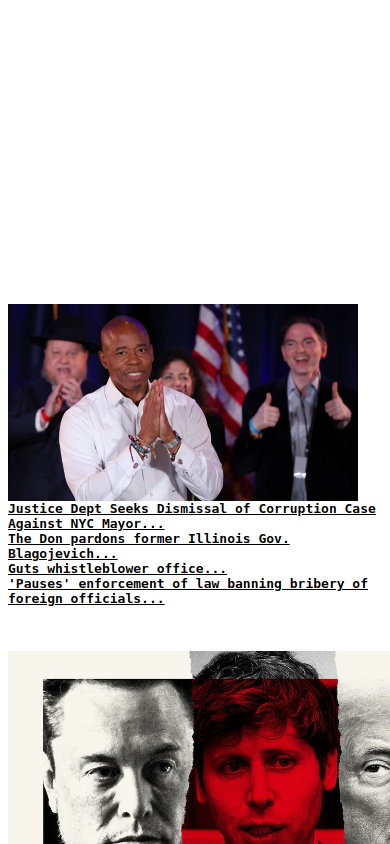 Justice Dept Seeks Dismissal of Corruption Case
Against NYC Mayor...
The Don pardons former Illinois Gov.
Blagojevich...
Guts whistleblower office...
'Pauses' enforcement of law banning bribery of
foreign officials...